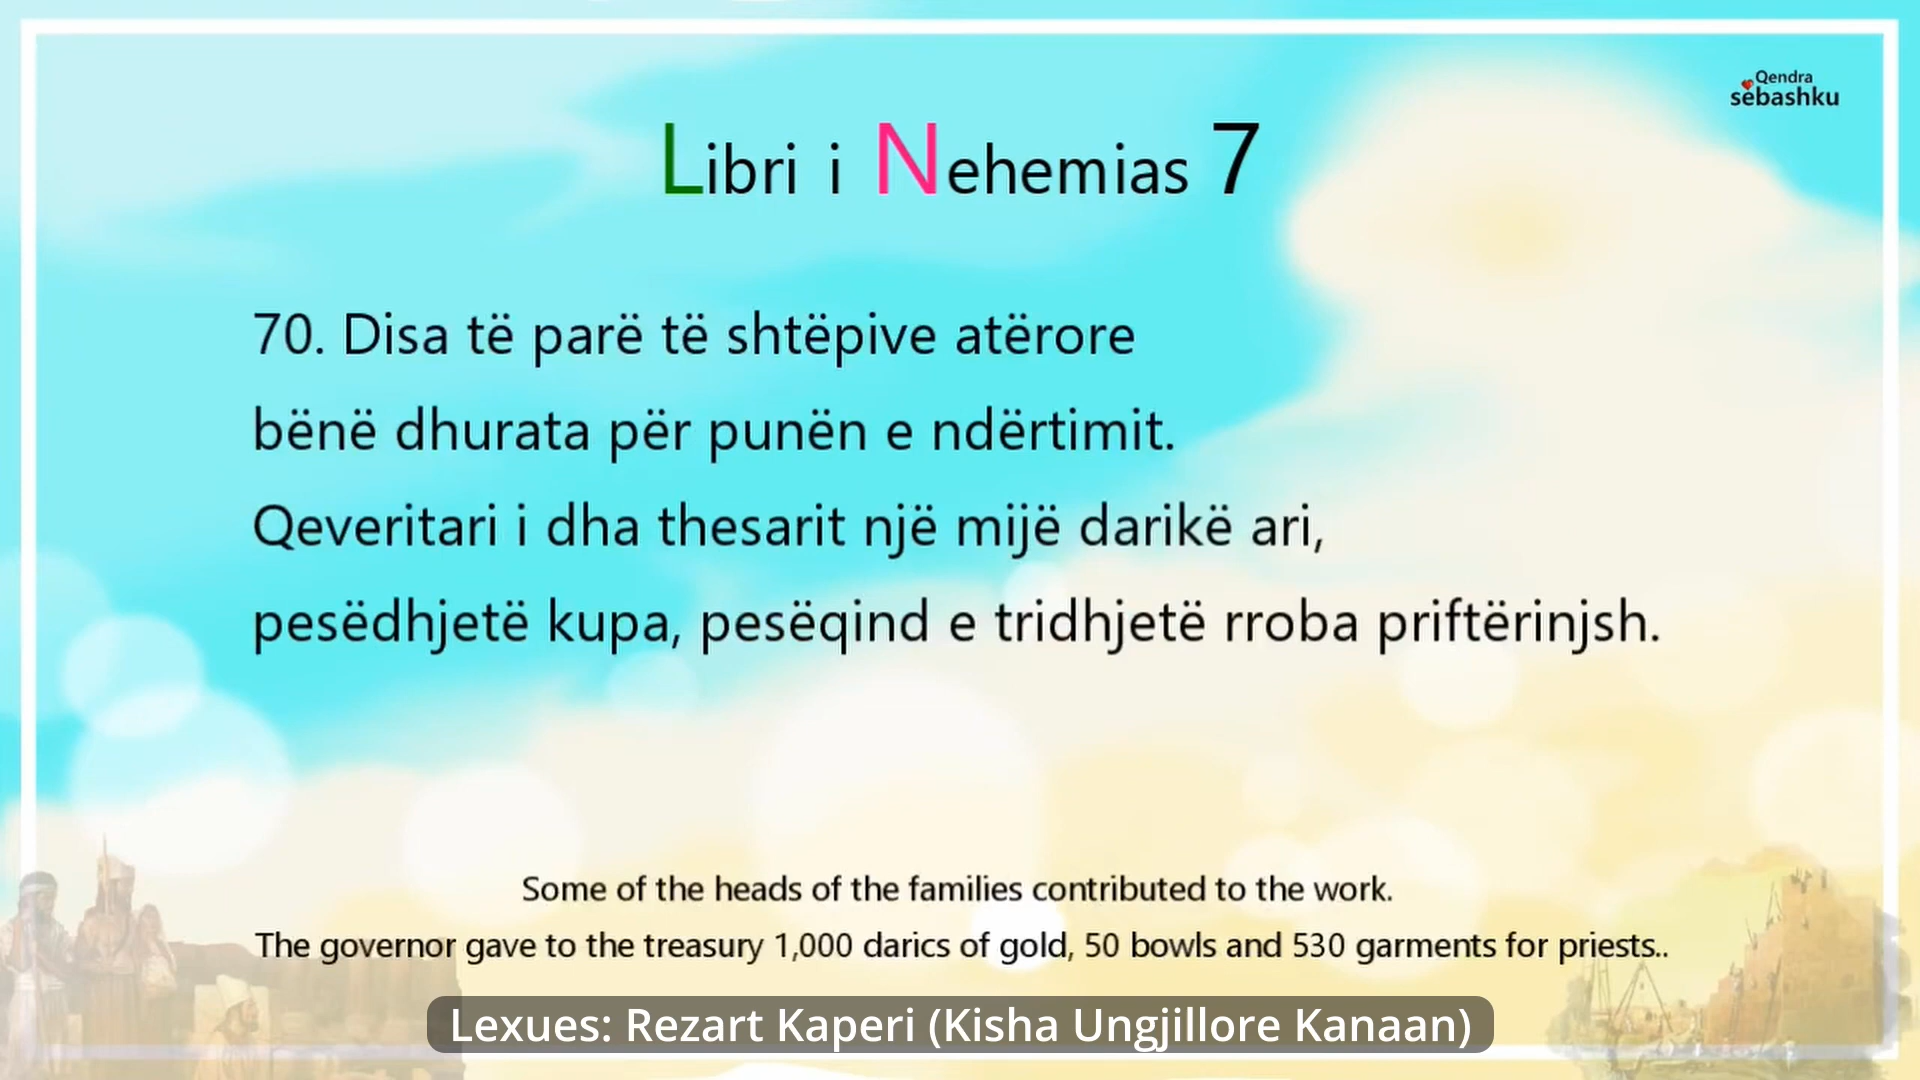 Qendra
sëbashku
Libri i Nehemias 7
70. Disa të parë të shtëpive atërore
bënë dhurata për punën e ndërtimit.
Qeveritari i dha thesarit një mijë darikë ari,
pesëdhjetë kupa, pesëqind e tridhjetë rroba priftërinjsh.
Some of the heads of the families contributed to the work.
The governor gave to the treasury 1,000 darics of gold, 50 bowls and 530 garments for priests..
Lexues: Rezart Kaperi (Kisha Ungjillore Kanaan)